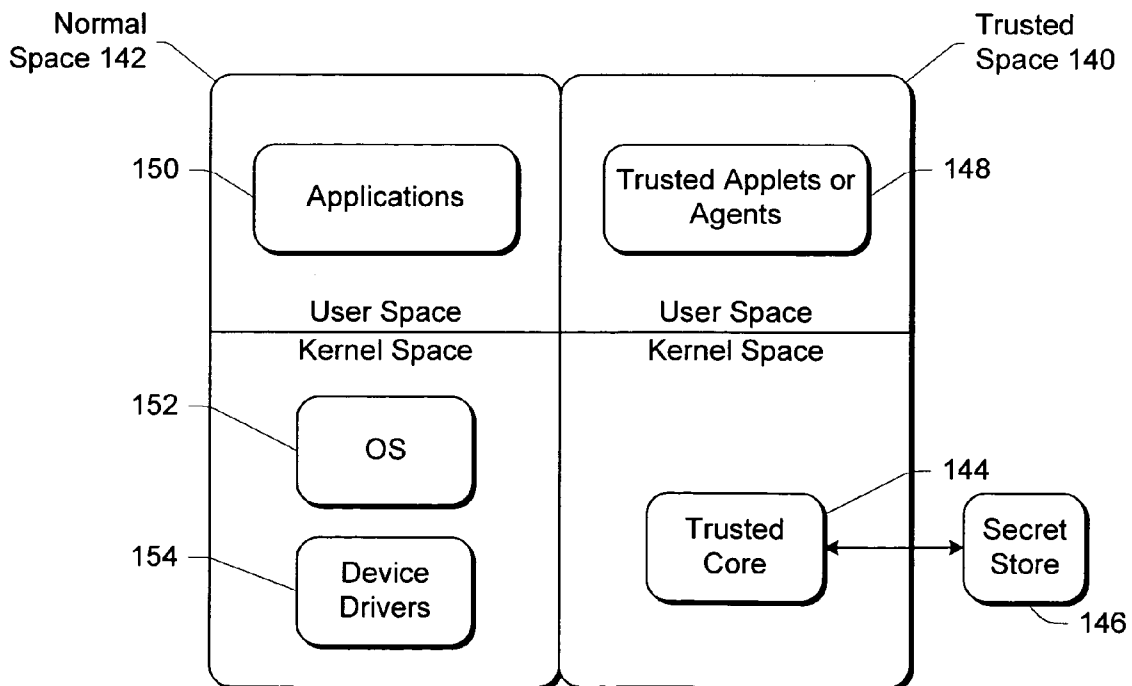 Normal
Space 142
Trusted
Space 140
150
Applications
Trusted Applets or
Agents
148
User Space
User Space
Kernel Space
Kernel Space
152
OS
144
Trusted
Core
Secret
Store
154
Device
Drivers
146